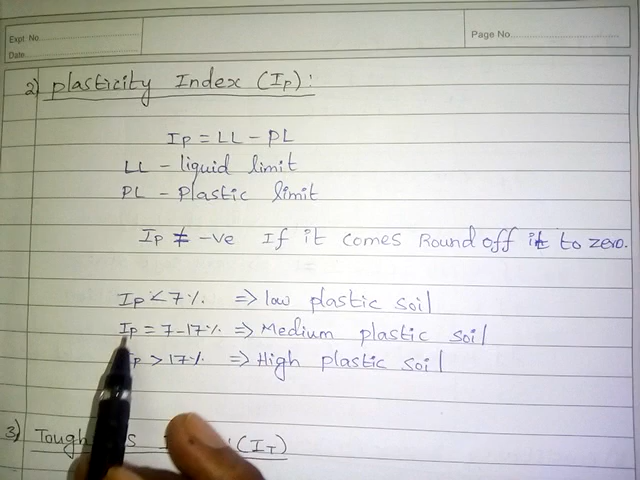 Expt. No.
Page No.
Date
2) Plasticity Index (Ip):
Ip = LL - PL
LL - liquid limit
PL - Plastic limit
Ip ≠ -ve If it comes Round off it to zero.
Ip < 7% => low plastic soil
Ip = 7-17% => Medium plastic soil
Ip > 17% => High plastic soil
3) (IT)